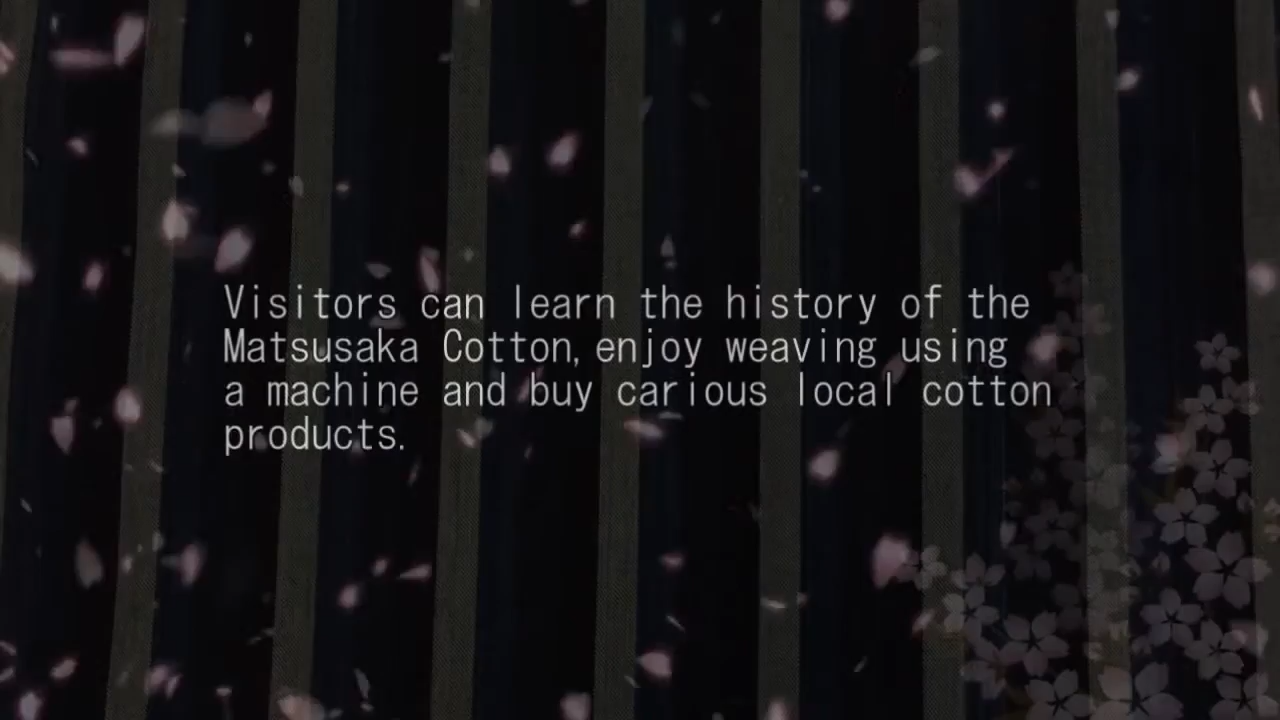 Visitors can learn the history of the
Matsusaka Cotton, enjoy weaving using
a machine and buy carious local cotton
products.